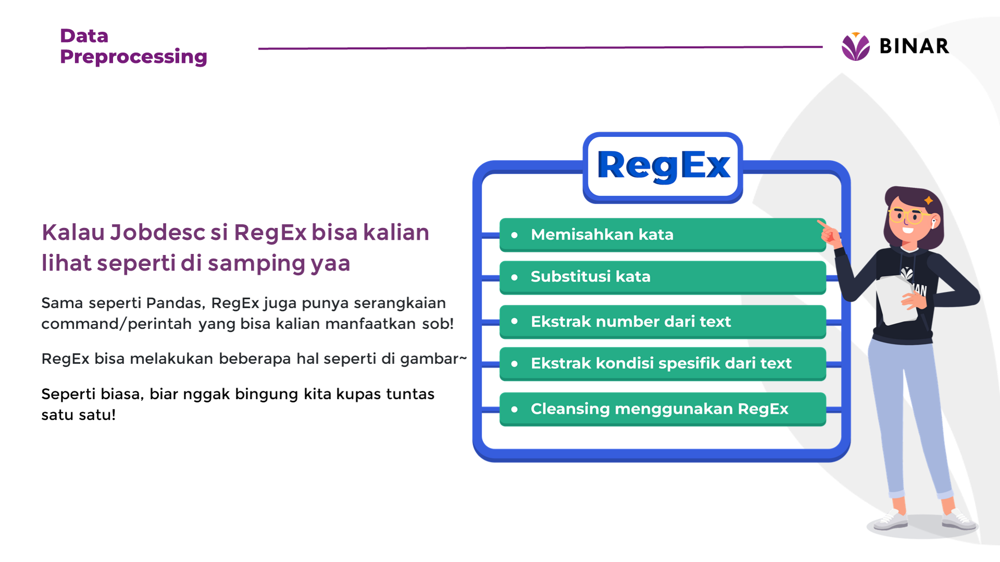 Data
Preprocessing
BINAR
Kalau Jobdesc si RegEx bisa kalian
lihat seperti di samping yaa
Sama seperti Pandas, RegEx juga punya serangkaian
command/perintah yang bisa kalian manfaatkan sob!
RegEx bisa melakukan beberapa hal seperti di gambar~
Seperti biasa, biar nggak bingung kita kupas tuntas
satu satu!
RegEx
• Memisahkan kata
• Substitusi kata
• Ekstrak number dari text
• Ekstrak kondisi spesifik dari text
• Cleansing menggunakan RegEx